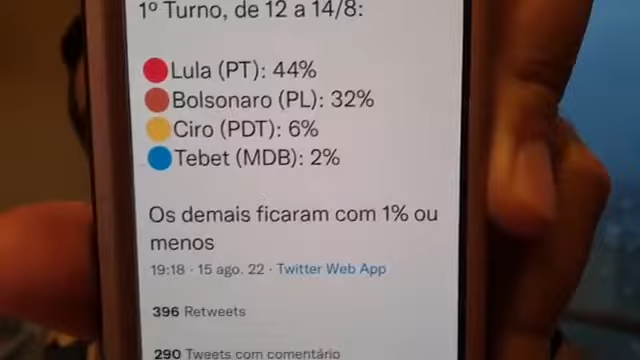 1º Turno, de 12 a 14/8:
Lula (PT): 44%
Bolsonaro (PL): 32%
Ciro (PDT): 6%
Tebet (MDB): 2%
Os demais ficaram com 1% ou
menos
19:18 · 15 ago. 22 · Twitter Web App
396 Retweets
290 Tweets com comentário